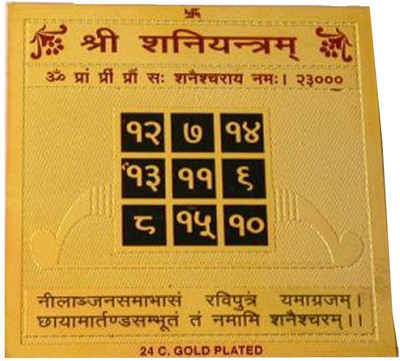 श्री शनियन्त्रम्
ॐ प्रां प्रीं प्रौं सः शनैश्चराय नमः। २३०००
१२ ७ १४
१३ ११ ६
८ १५ १०
नीलाञ्जनसमाभासं रविपुत्रं यमाग्रजम्।
छायामार्तण्डसम्भूतं तं नमामि शनैश्चरम्।।
24 C. GOLD PLATED